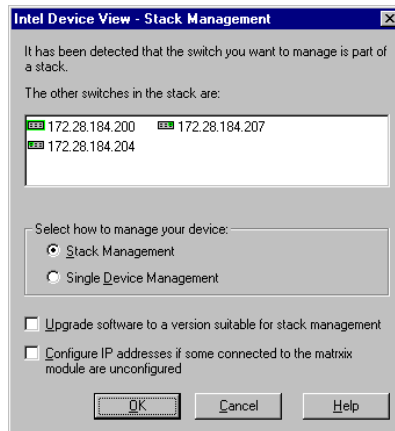 Intel Device View - Stack Management
It has been detected that the switch you want to manage is part of
a stack.
The other switches in the stack are:
172.28.184.200 172.28.184.207
172.28.184.204
Select how to manage your device:
Stack Management
Single Device Management
Upgrade software to a version suitable for stack management
Configure IP addresses if some connected to the matrxix
module are unconfigured
OK Cancel Help